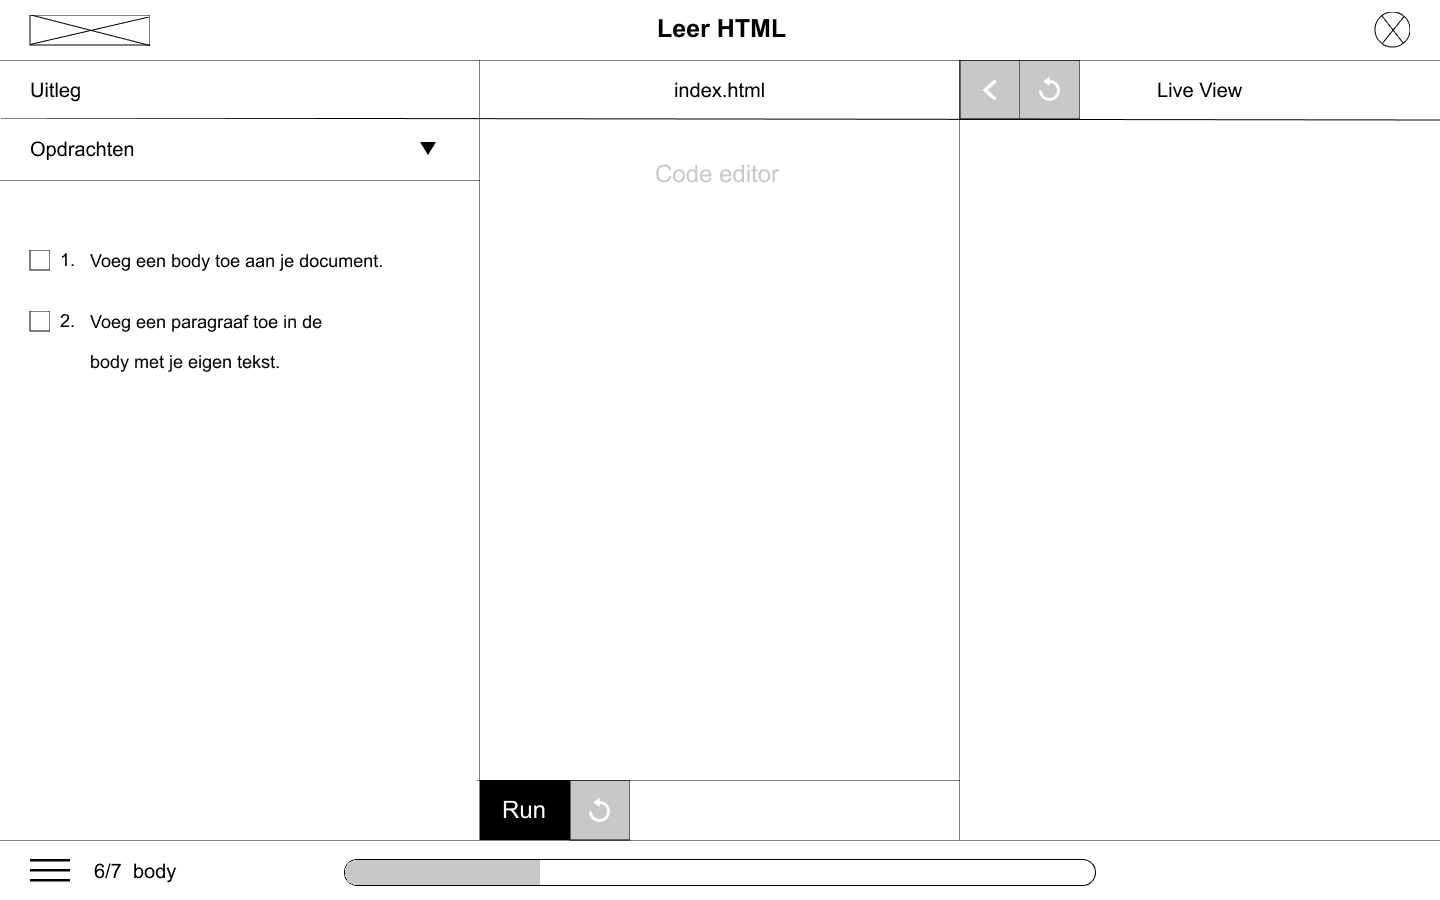 Leer HTML
Uitleg
index.html
Live View
Opdrachten
Code editor
1. Voeg een body toe aan je document.
2. Voeg een paragraaf toe in de
body met je eigen tekst.
Run
6/7 body